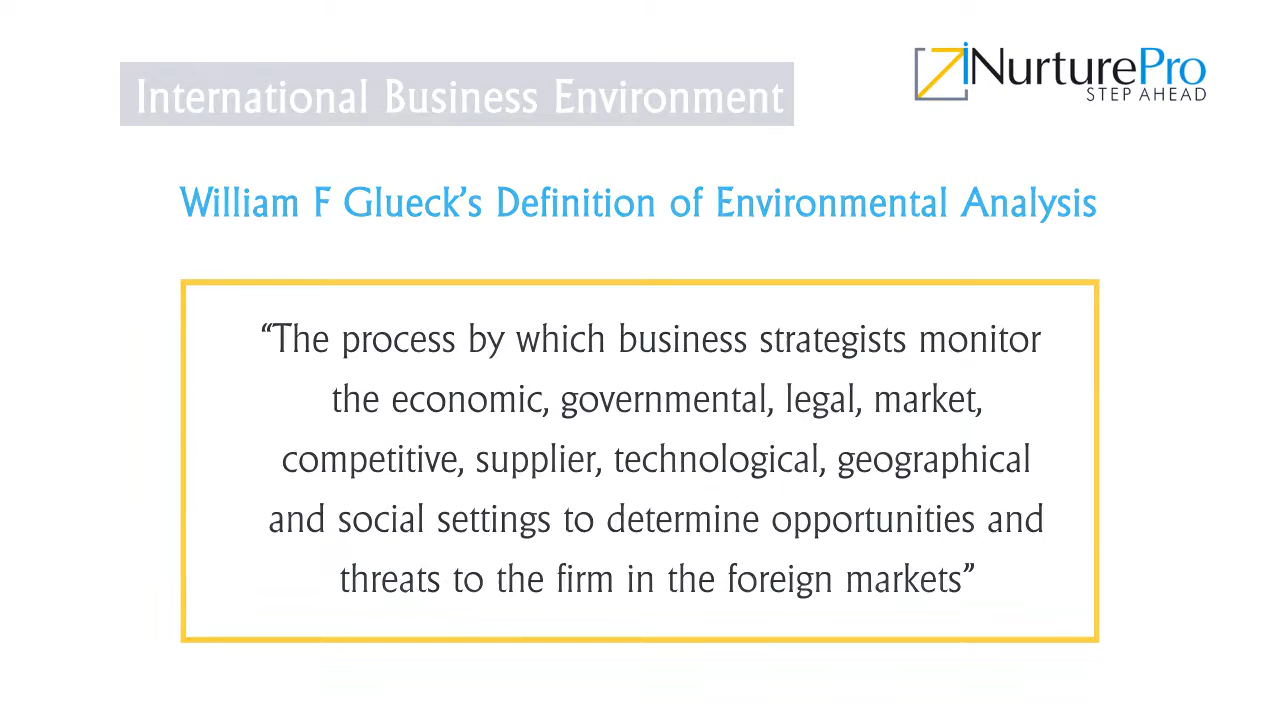 International Business Environment
iNurturePro
STEP AHEAD
William F Glueck’s Definition of Environmental Analysis
“The process by which business strategists monitor
the economic, governmental, legal, market,
competitive, supplier, technological, geographical
and social settings to determine opportunities and
threats to the firm in the foreign markets”